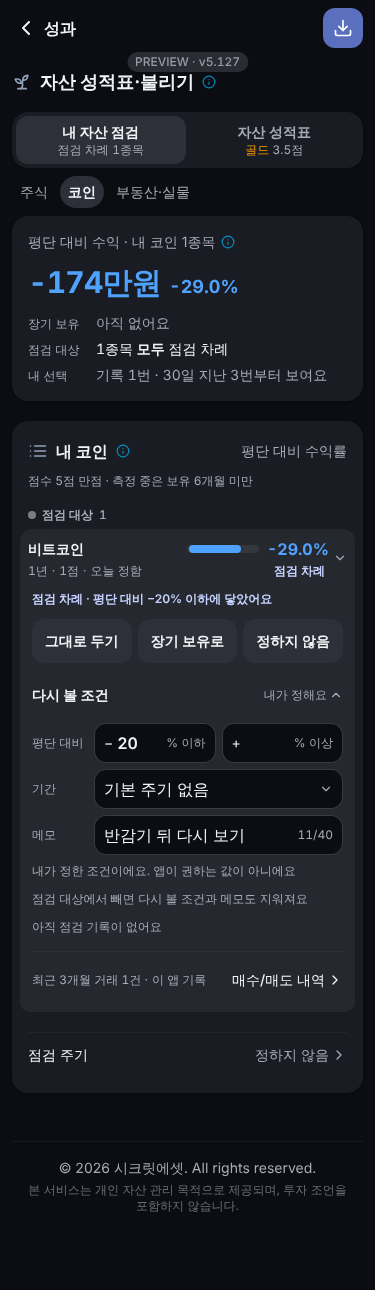 성과
PREVIEW · v5.127
자산 성적표·불리기
내 자산 점검
점검 차례 1종목
자산 성적표
골드 3.5점
주식 코인 부동산·실물
평단 대비 수익 · 내 코인 1종목
-174만원 -29.0%
장기 보유 아직 없어요
점검 대상 1종목 모두 점검 차례
내 선택 기록 1번 · 30일 지난 3번부터 보여요
내 코인 평단 대비 수익률
점수 5점 만점 · 측정 중은 보유 6개월 미만
점검 대상 1
비트코인 -29.0%
1년 · 1점 · 오늘 정함 점검 차례
점검 차례 · 평단 대비 −20% 이하에 닿았어요
그대로 두기 장기 보유로 정하지 않음
다시 볼 조건 내가 정해요
평단 대비 − 20 % 이하 + % 이상
기간 기본 주기 없음
메모 반감기 뒤 다시 보기 11/40
내가 정한 조건이에요. 앱이 권하는 값이 아니에요
점검 대상에서 빼면 다시 볼 조건과 메모도 지워져요
아직 점검 기록이 없어요
최근 3개월 거래 1건 · 이 앱 기록 매수/매도 내역
점검 주기 정하지 않음
© 2026 시크릿에셋. All rights reserved.
본 서비스는 개인 자산 관리 목적으로 제공되며, 투자 조언을
포함하지 않습니다.